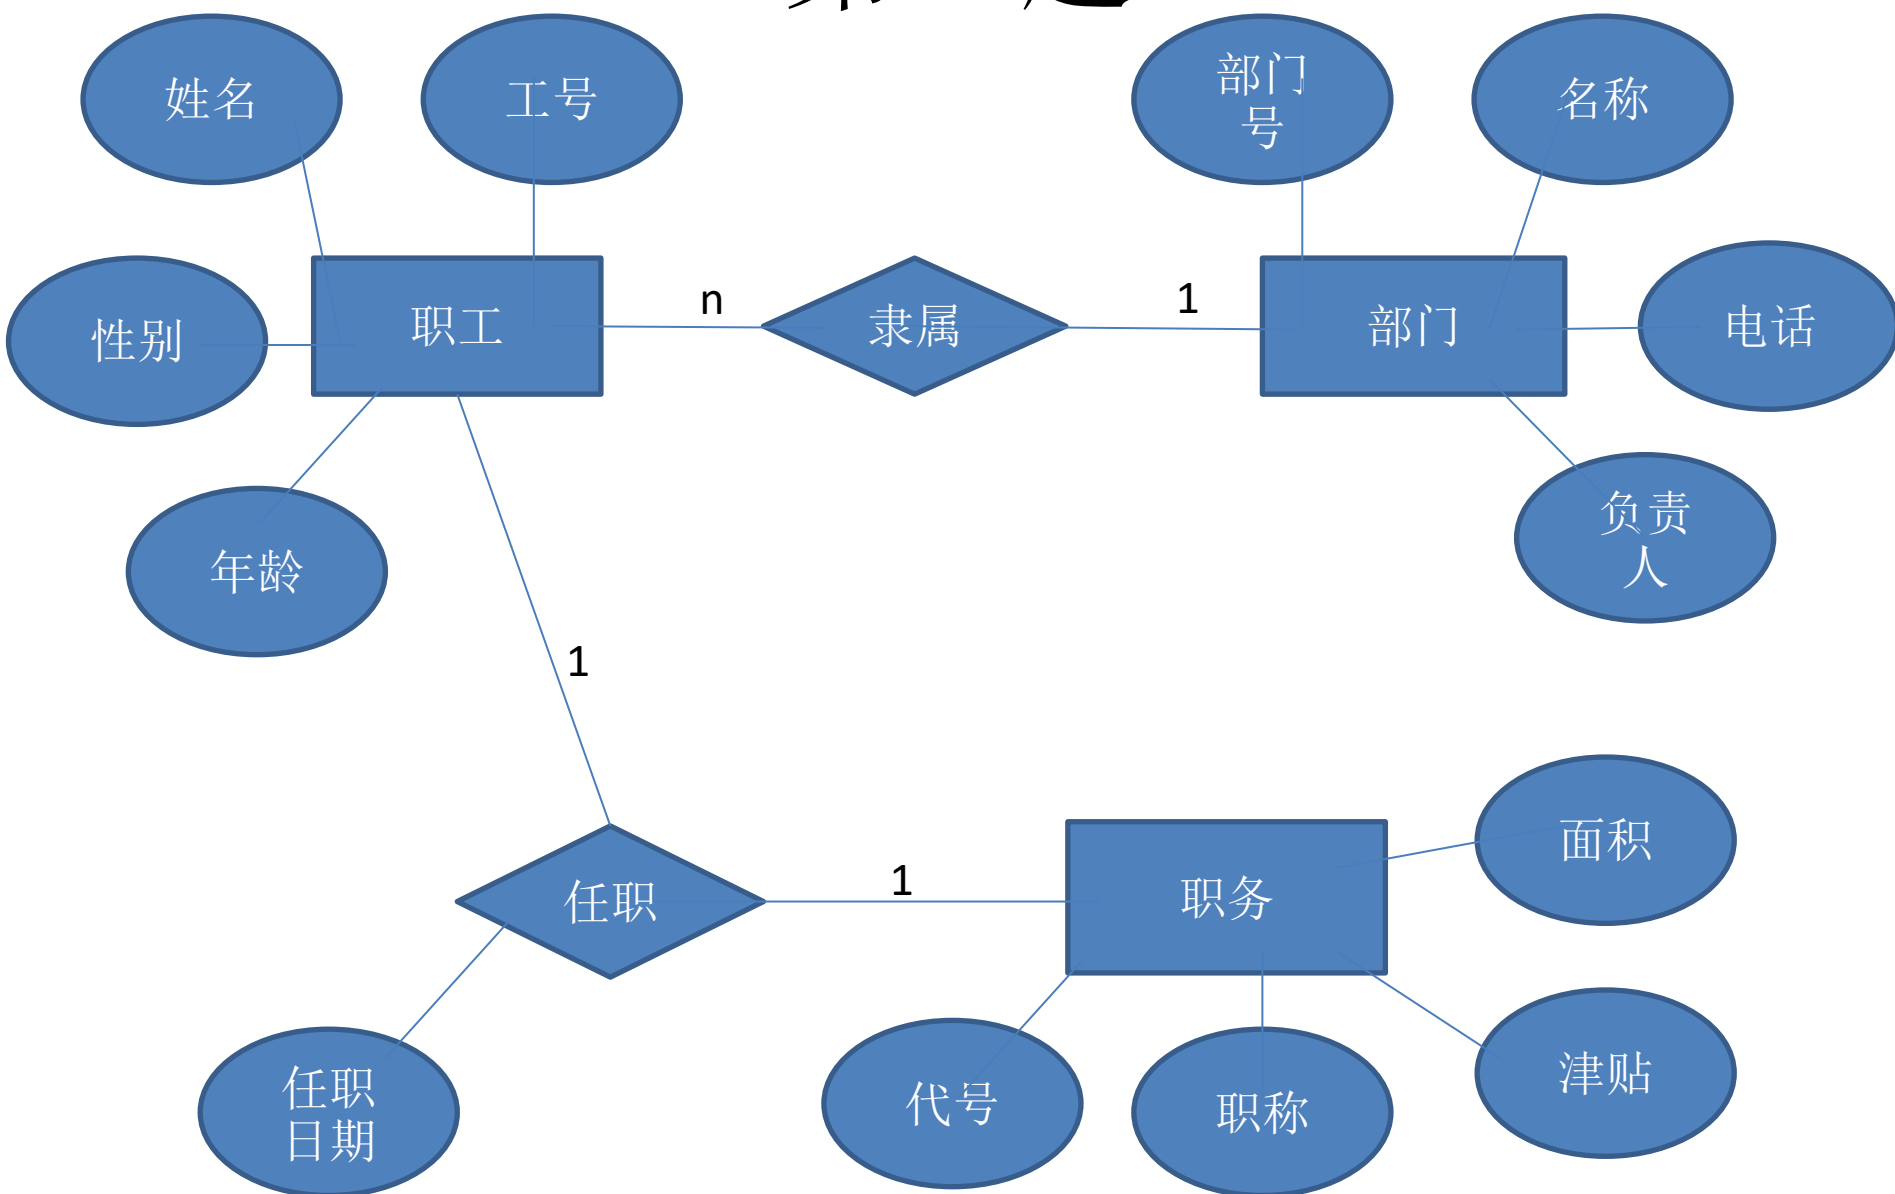 姓名
工号
部门
号
名称
性别
职工
n
隶属
1
部门
电话
年龄
负责
人
1
任职
1
职务
面积
任职
日期
代号
职称
津贴